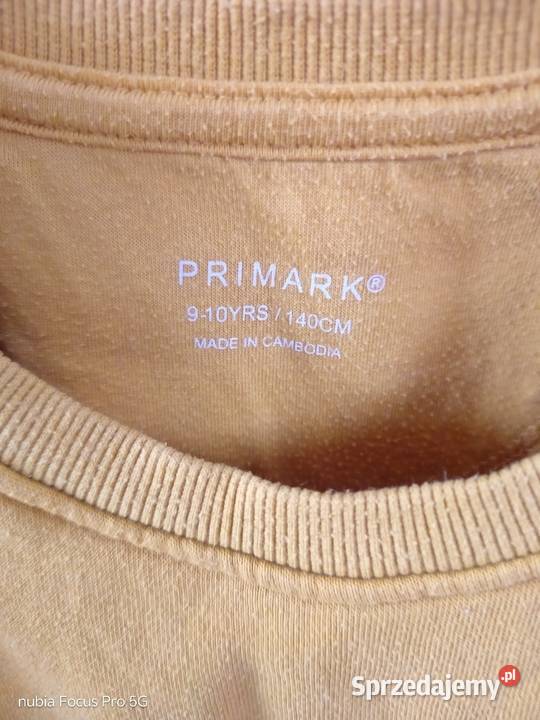 PRIMARK®
9-10YRS / 140CM
MADE IN CAMBODIA
nubia Focus Pro 5G
Sprzedajemy.pl